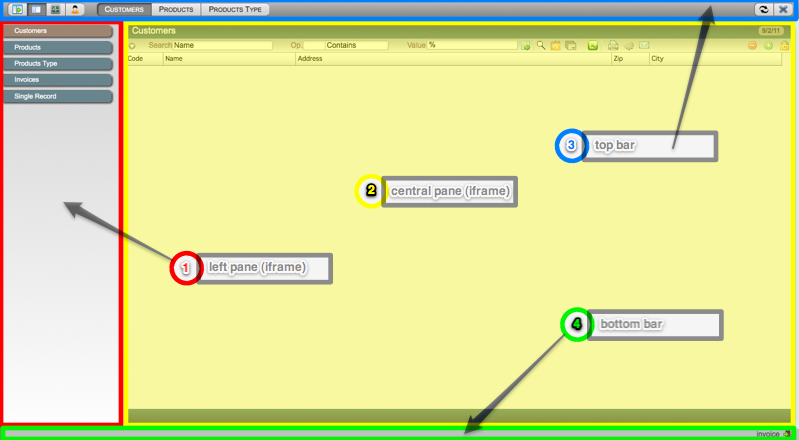 CUSTOMERS PRODUCTS PRODUCTS TYPE
Customers
Products
Products Type
Invoices
Single Record
Customers 9/2/11
Search Name Op. Contains Value %
Code Name Address Zip City
3 top bar
2 central pane (iframe)
1 left pane (iframe)
4 bottom bar
invoice